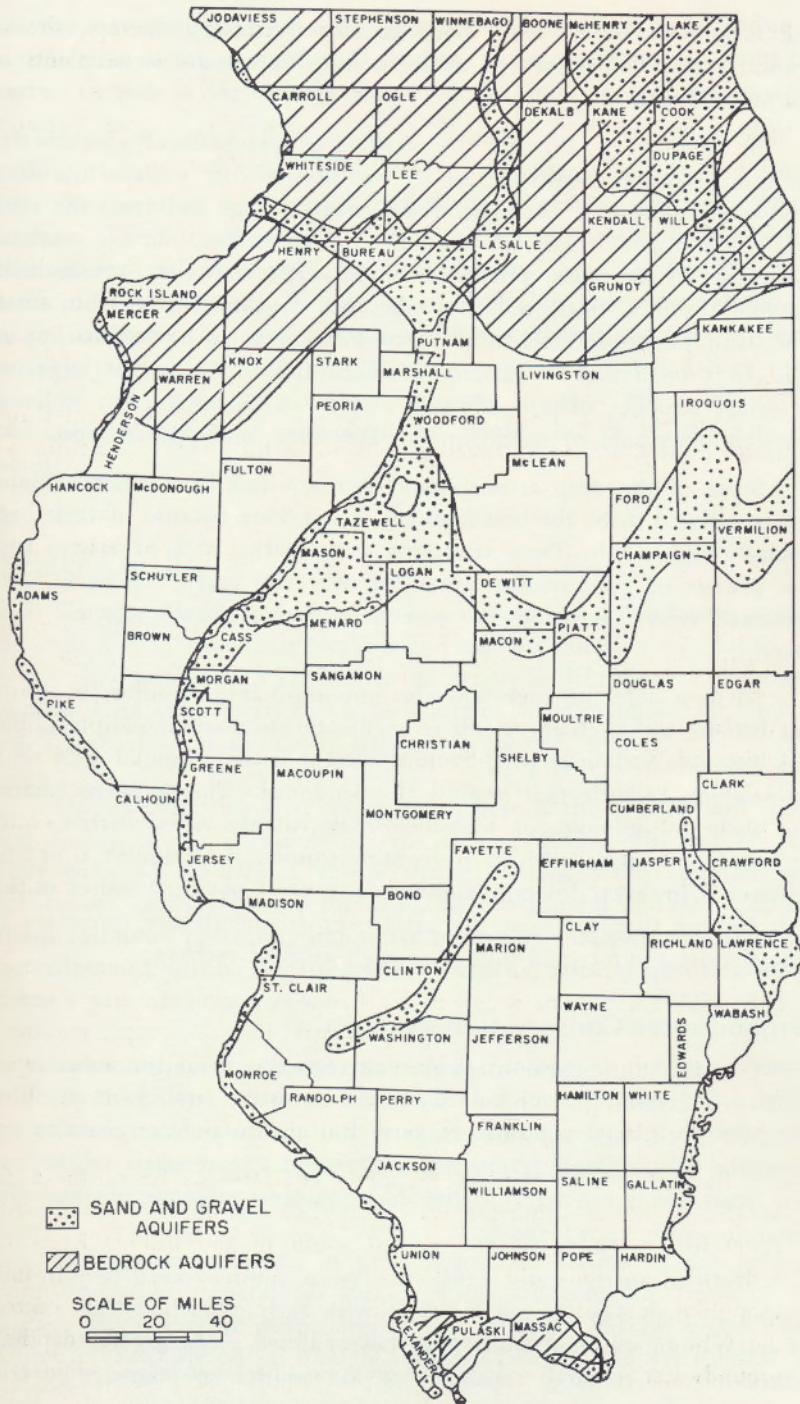 JODAVIESS STEPHENSON WINNEBAGO BOONE McHENRY LAKE
CARROLL OGLE DEKALB KANE COOK
DUPAGE
WHITESIDE LEE
KENDALL WILL
HENRY BUREAU LASALLE
ROCK ISLAND GRUNDY
MERCER
KANKAKEE
PUTNAM
KNOX STARK
MARSHALL LIVINGSTON
WARREN
IROQUOIS
PEORIA
HENDERSON
WOODFORD
McLEAN
FULTON
HANCOCK McDONOUGH
FORD
TAZEWELL
VERMILION
MASON
CHAMPAIGN
LOGAN
SCHUYLER
DE WITT
ADAMS
CASS
MENARD PIATT
BROWN
MACON
MORGAN SANGAMON
DOUGLAS EDGAR
PIKE
SCOTT
MOULTRIE
CHRISTIAN COLES
SHELBY
GREENE MACOUPIN
CLARK
CALHOUN
CUMBERLAND
MONTGOMERY
FAYETTE
JERSEY EFFINGHAM JASPER CRAWFORD
MADISON BOND
CLAY
MARION RICHLAND LAWRENCE
CLINTON
ST. CLAIR
WAYNE
WABASH
WASHINGTON JEFFERSON
EDWARDS
MONROE
RANDOLPH PERRY HAMILTON WHITE
FRANKLIN
JACKSON
WILLIAMSON SALINE GALLATIN
SAND AND GRAVEL
AQUIFERS
UNION JOHNSON POPE HARDIN
BEDROCK AQUIFERS
SCALE OF MILES
0 20 40
PULASKI MASSAC
ALEXANDER